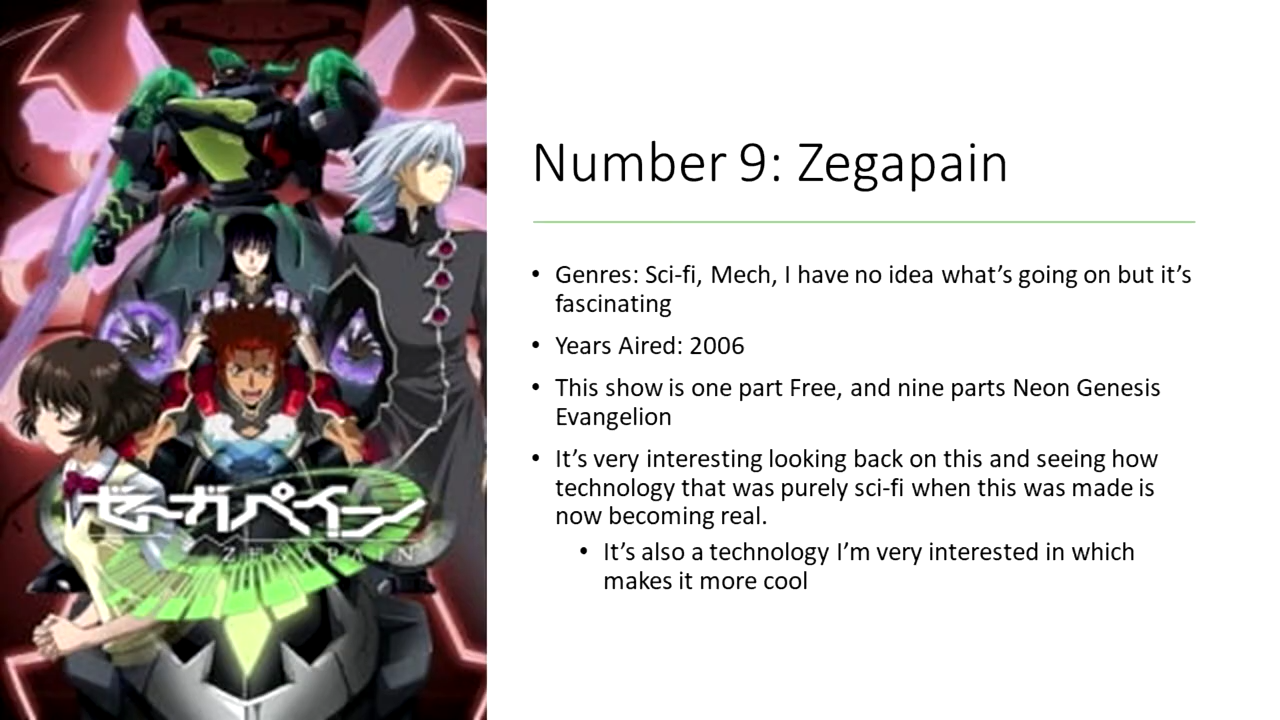 ゼーガペイン
ZEGAPAIN
Number 9: Zegapain
• Genres: Sci-fi, Mech, I have no idea what's going on but it's
fascinating
• Years Aired: 2006
• This show is one part Free, and nine parts Neon Genesis
Evangelion
• It's very interesting looking back on this and seeing how
technology that was purely sci-fi when this was made is
now becoming real.
• It's also a technology I'm very interested in which
makes it more cool